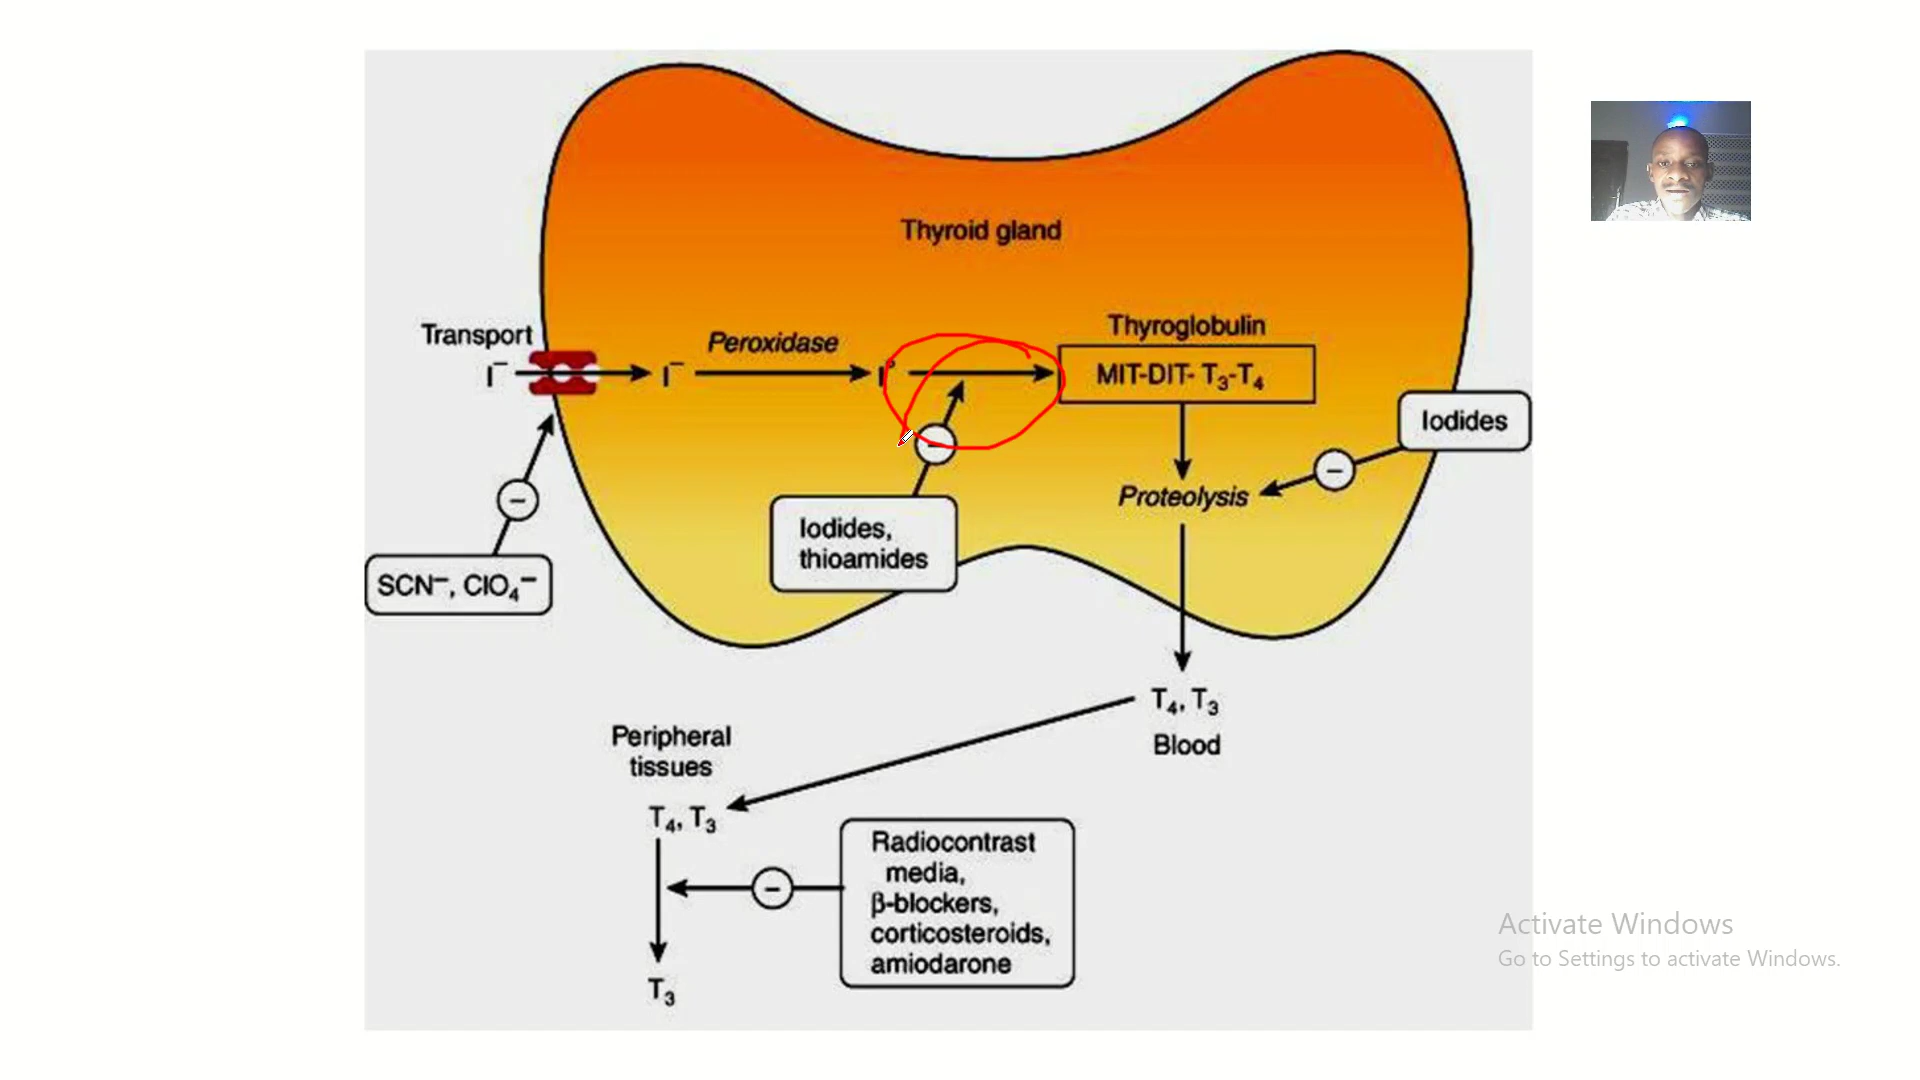 Thyroid gland
Transport
I⁻
I⁻
Peroxidase
I°
Thyroglobulin
MIT-DIT- T₃-T₄
Iodides
−
Proteolysis
−
Iodides,
thioamides
−
SCN⁻, ClO₄⁻
T₄, T₃
Blood
Peripheral
tissues
T₄, T₃
−
Radiocontrast
media,
β-blockers,
corticosteroids,
amiodarone
T₃
Activate Windows
Go to Settings to activate Windows.